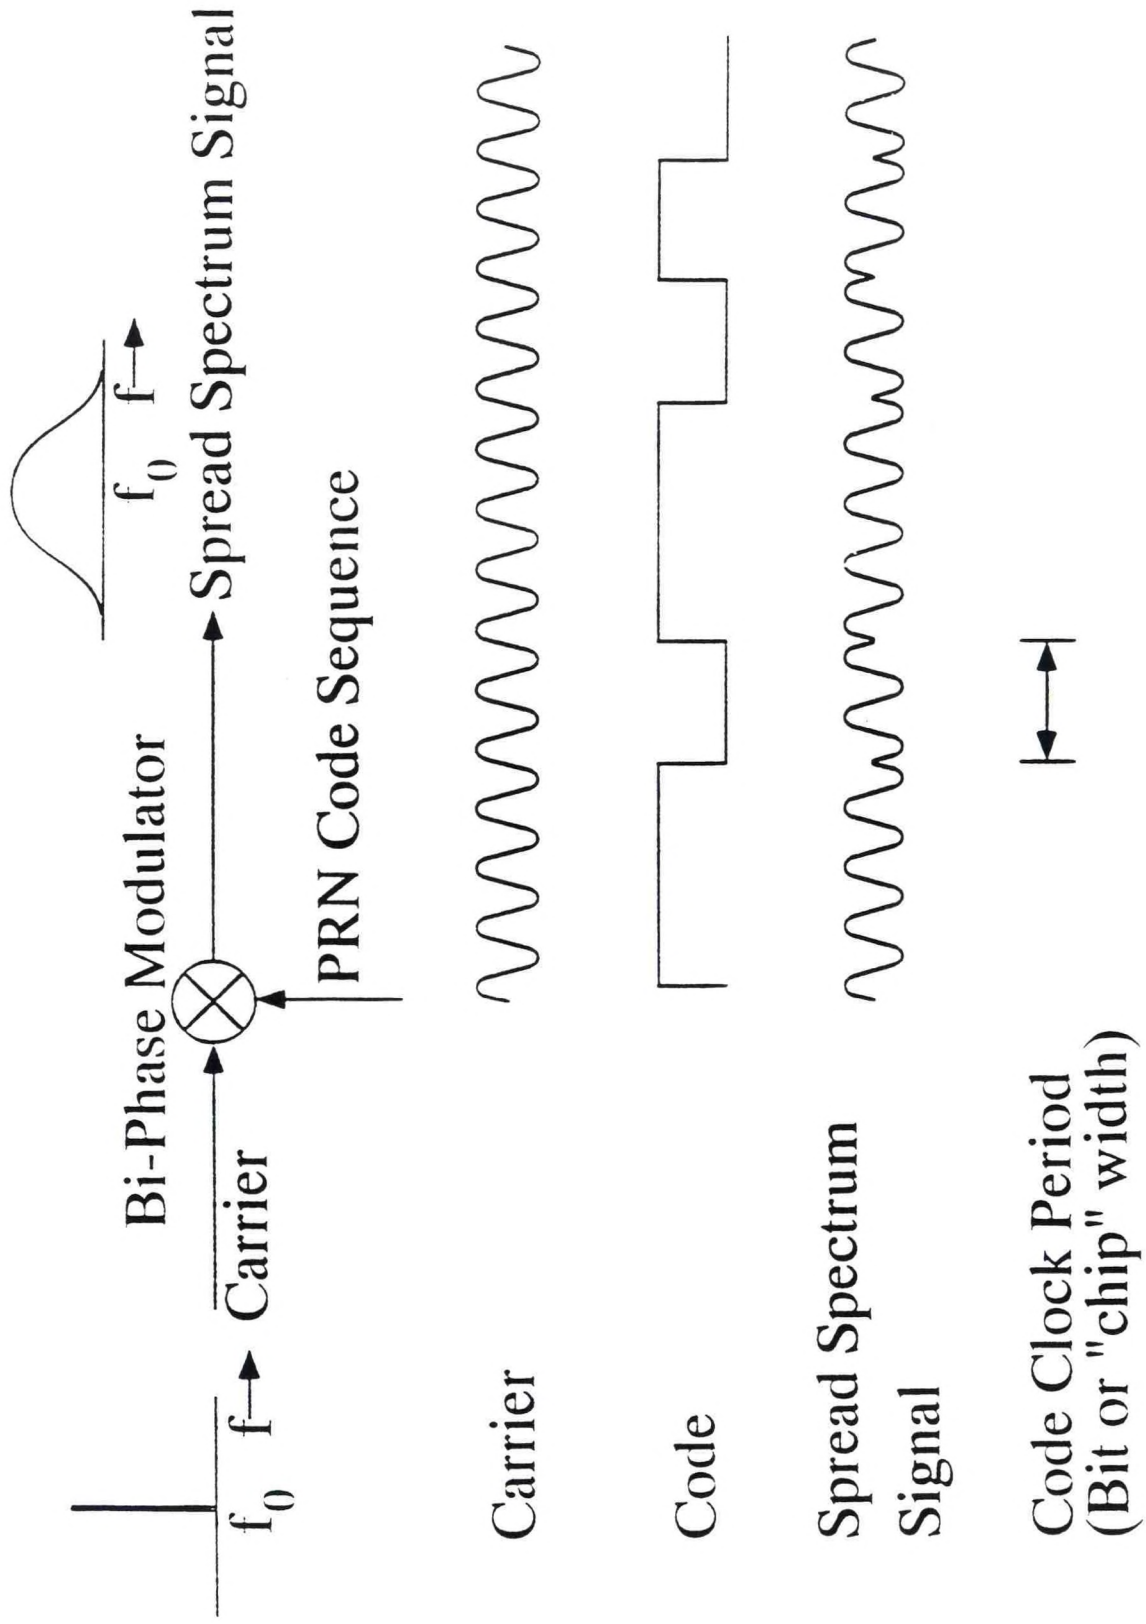 f0 f
Carrier
Bi-Phase Modulator
PRN Code Sequence
f0 f
Spread Spectrum Signal
Carrier
Code
Spread Spectrum
Signal
Code Clock Period
(Bit or "chip" width)